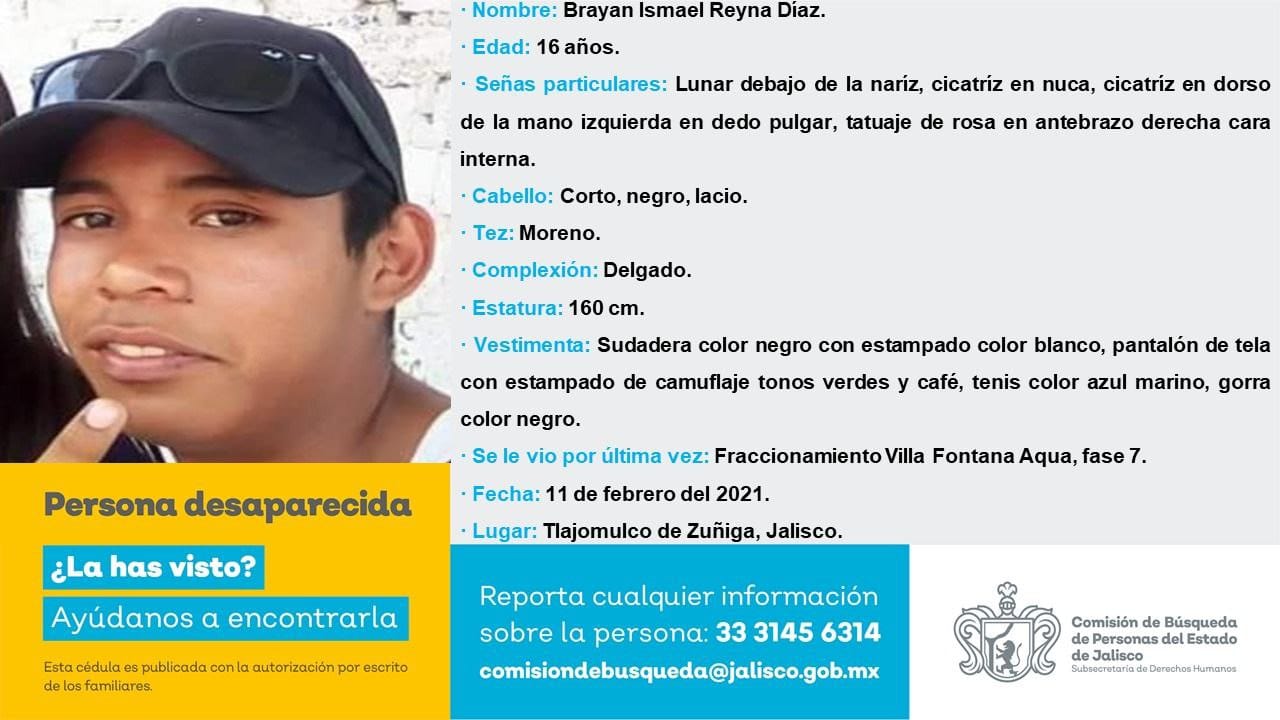 · Nombre: Brayan Ismael Reyna Díaz.
· Edad: 16 años.
· Señas particulares: Lunar debajo de la naríz, cicatríz en nuca, cicatríz en dorso
de la mano izquierda en dedo pulgar, tatuaje de rosa en antebrazo derecha cara
interna.
· Cabello: Corto, negro, lacio.
· Tez: Moreno.
· Complexión: Delgado.
· Estatura: 160 cm.
· Vestimenta: Sudadera color negro con estampado color blanco, pantalón de tela
con estampado de camuflaje tonos verdes y café, tenis color azul marino, gorra
color negro.
· Se le vio por última vez: Fraccionamiento Villa Fontana Aqua, fase 7.
· Fecha: 11 de febrero del 2021.
· Lugar: Tlajomulco de Zuñiga, Jalisco.
Persona desaparecida
¿La has visto?
Ayúdanos a encontrarla
Esta cédula es publicada con la autorización por escrito
de los familiares.
Reporta cualquier información
sobre la persona: 33 3145 6314
comisiondebusqueda@jalisco.gob.mx
Comisión de Búsqueda
de Personas del Estado
de Jalisco
Subsecretaría de Derechos Humanos